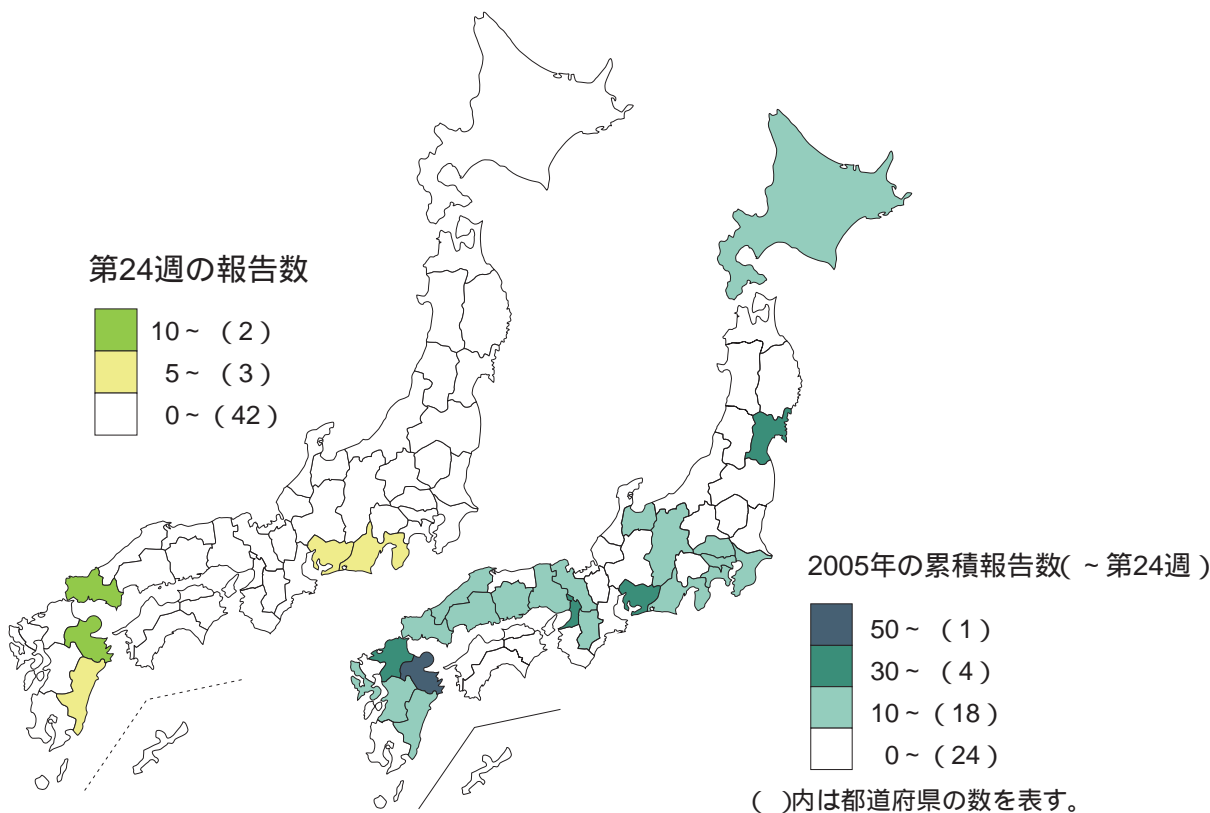 第24週の報告数
10~ (2)
5~ (3)
0~ (42)
2005年の累積報告数( ~第24週)
50~ (1)
30~ (4)
10~ (18)
0~ (24)
( )内は都道府県の数を表す。